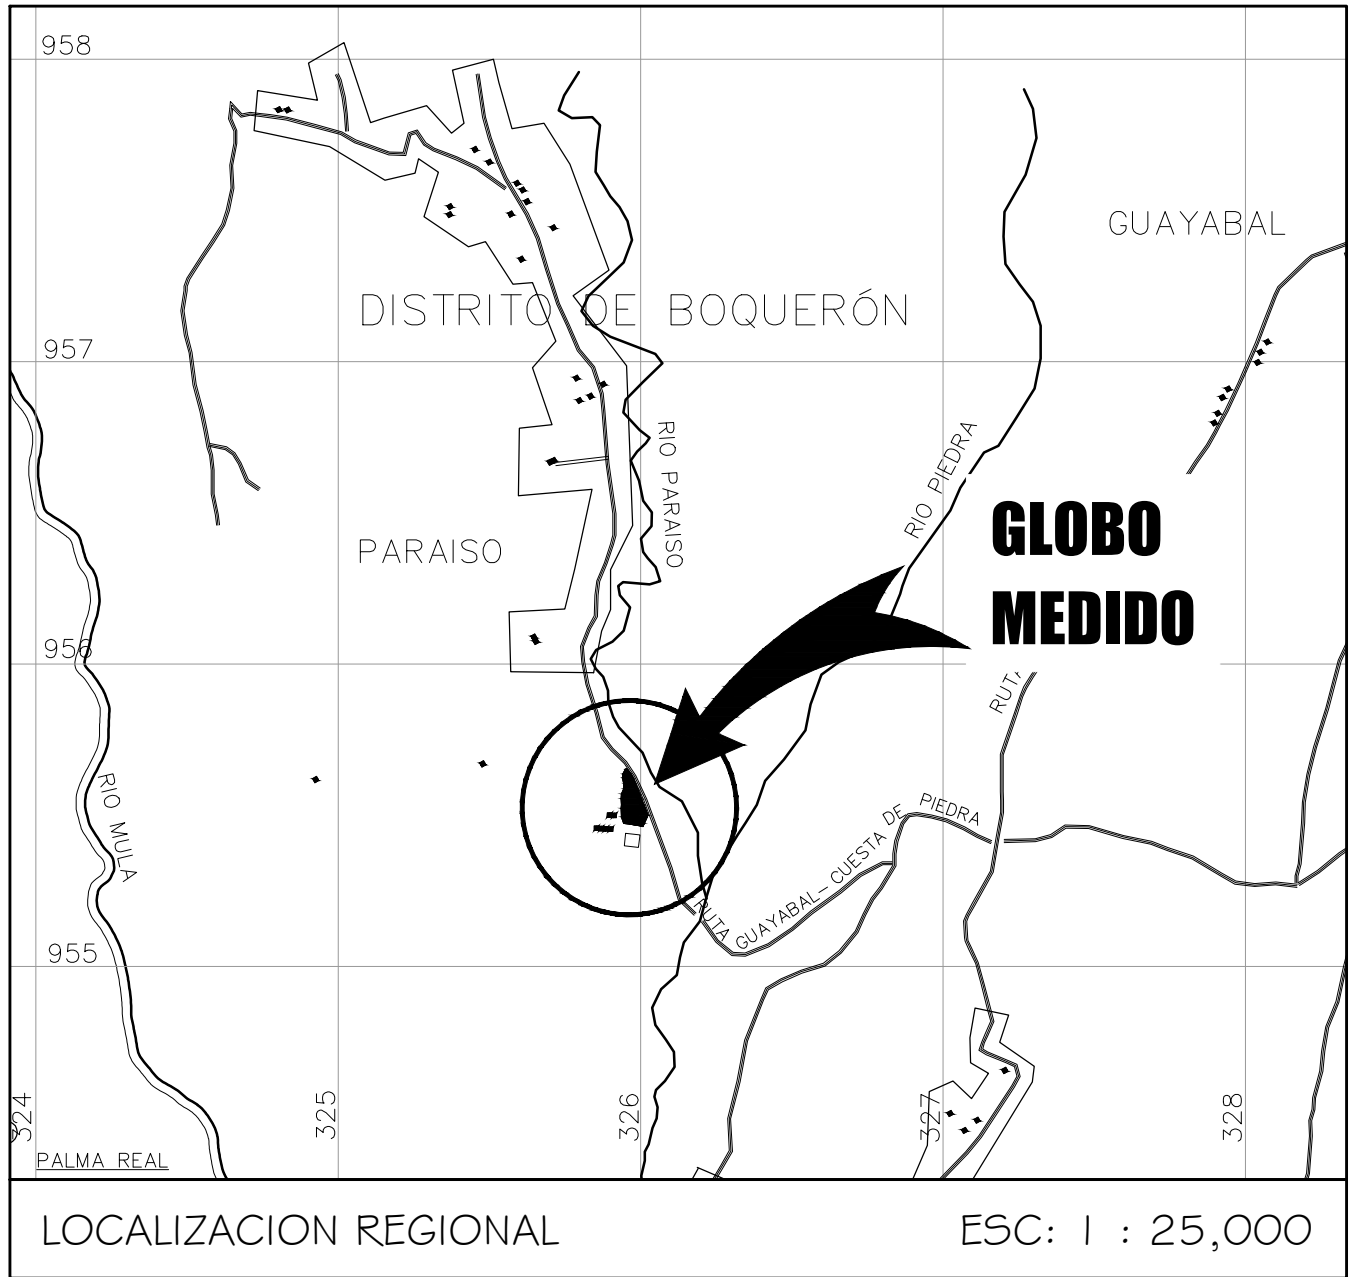 958
GUAYABAL
DISTRITO DE BOQUERÓN
957
RIO PARAISO
RIO PIEDRA
GLOBO
MEDIDO
PARAISO
956
RUTA
RIO MULA
RUTA GUAYABAL- CUESTA DE PIEDRA
955
324
325
326
327
328
PALMA REAL
LOCALIZACION REGIONAL
ESC: 1 : 25,000